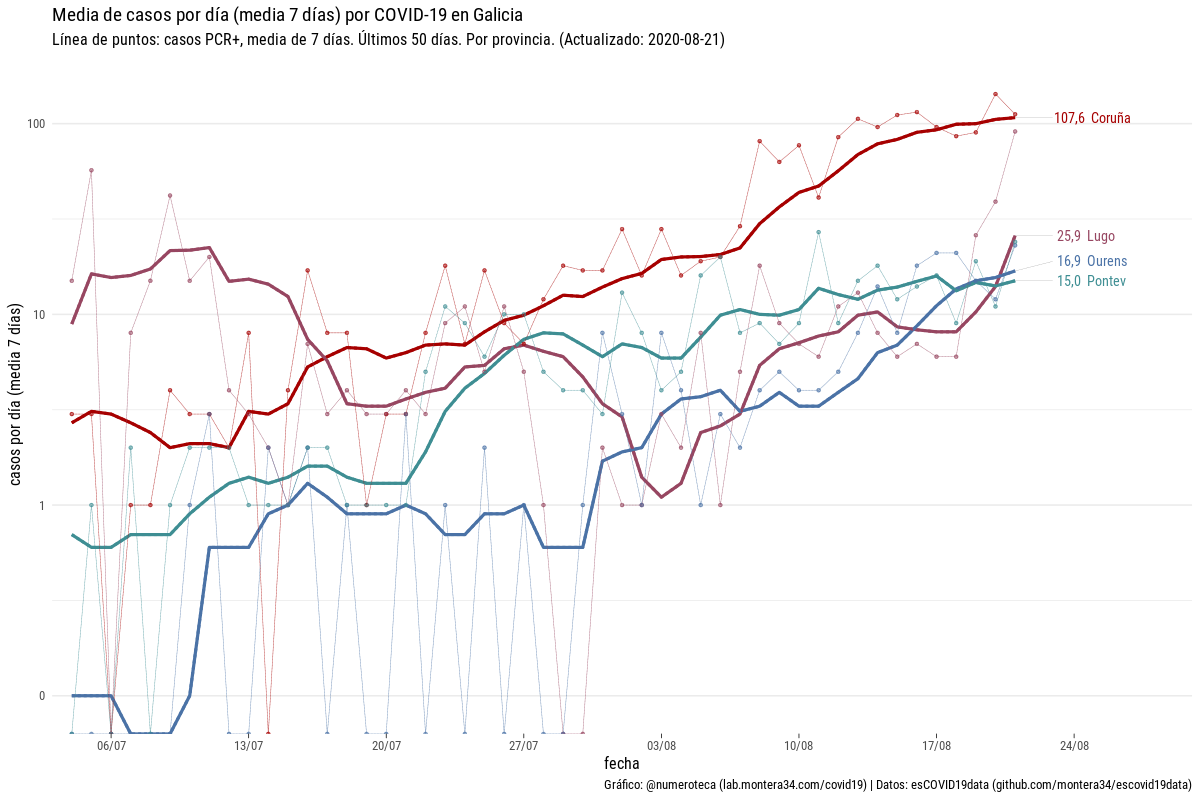 Media de casos por día (media 7 días) por COVID-19 en Galicia
Línea de puntos: casos PCR+, media de 7 días. Últimos 50 días. Por provincia. (Actualizado: 2020-08-21)
casos por día (media 7 días)
100
10
1
0
107,6 Coruña
25,9 Lugo
16,9 Ourens
15,0 Pontev
06/07
13/07
20/07
27/07
03/08
10/08
17/08
24/08
fecha
Gráfico: @numeroteca (lab.montera34.com/covid19) | Datos: esCOVID19data (github.com/montera34/escovid19data)